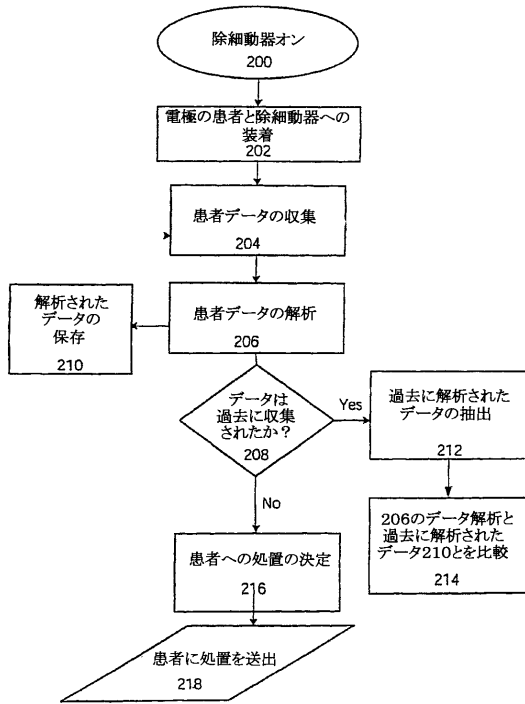 除細動器オン
200
電極の患者と除細動器への
装着
202
患者データの収集
204
患者データの解析
206
解析された
データの
保存
210
データは
過去に収集
されたか?
208
Yes
過去に解析された
データの抽出
212
206のデータ解析と
過去に解析された
データ210とを比較
214
No
患者への処置の決定
216
患者に処置を送出
218